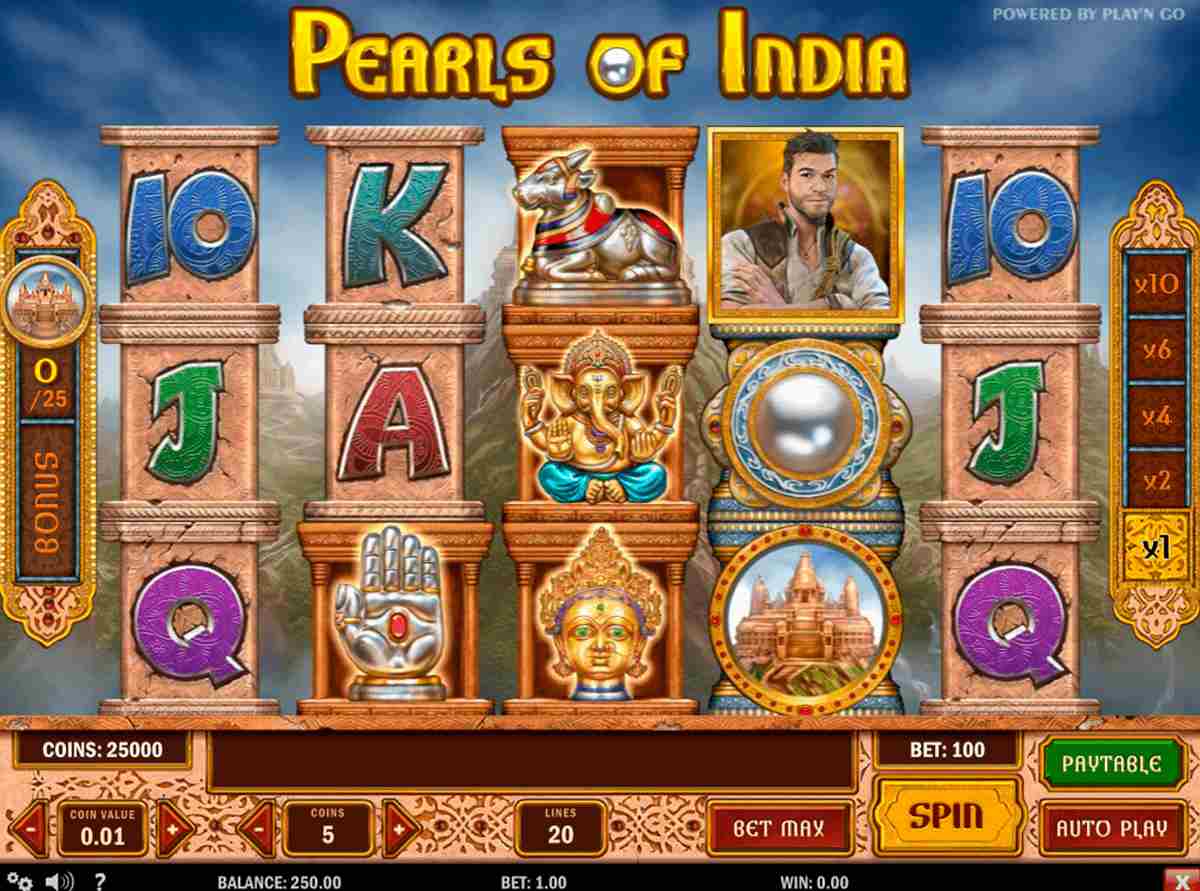 POWERED BY PLAY'N GO
PEARLS OF INDIA
10
K
10
J
A
J
Q
Q
0
/25
BONUS
x10
x6
x4
x2
x1
COINS: 25000
BET: 100
PAYTABLE
COIN VALUE
- 0.01 +
COINS
- 5 +
LINES
20
BET MAX
SPIN
AUTO PLAY
?
BALANCE: 250.00
BET: 1.00
WIN: 0.00
X